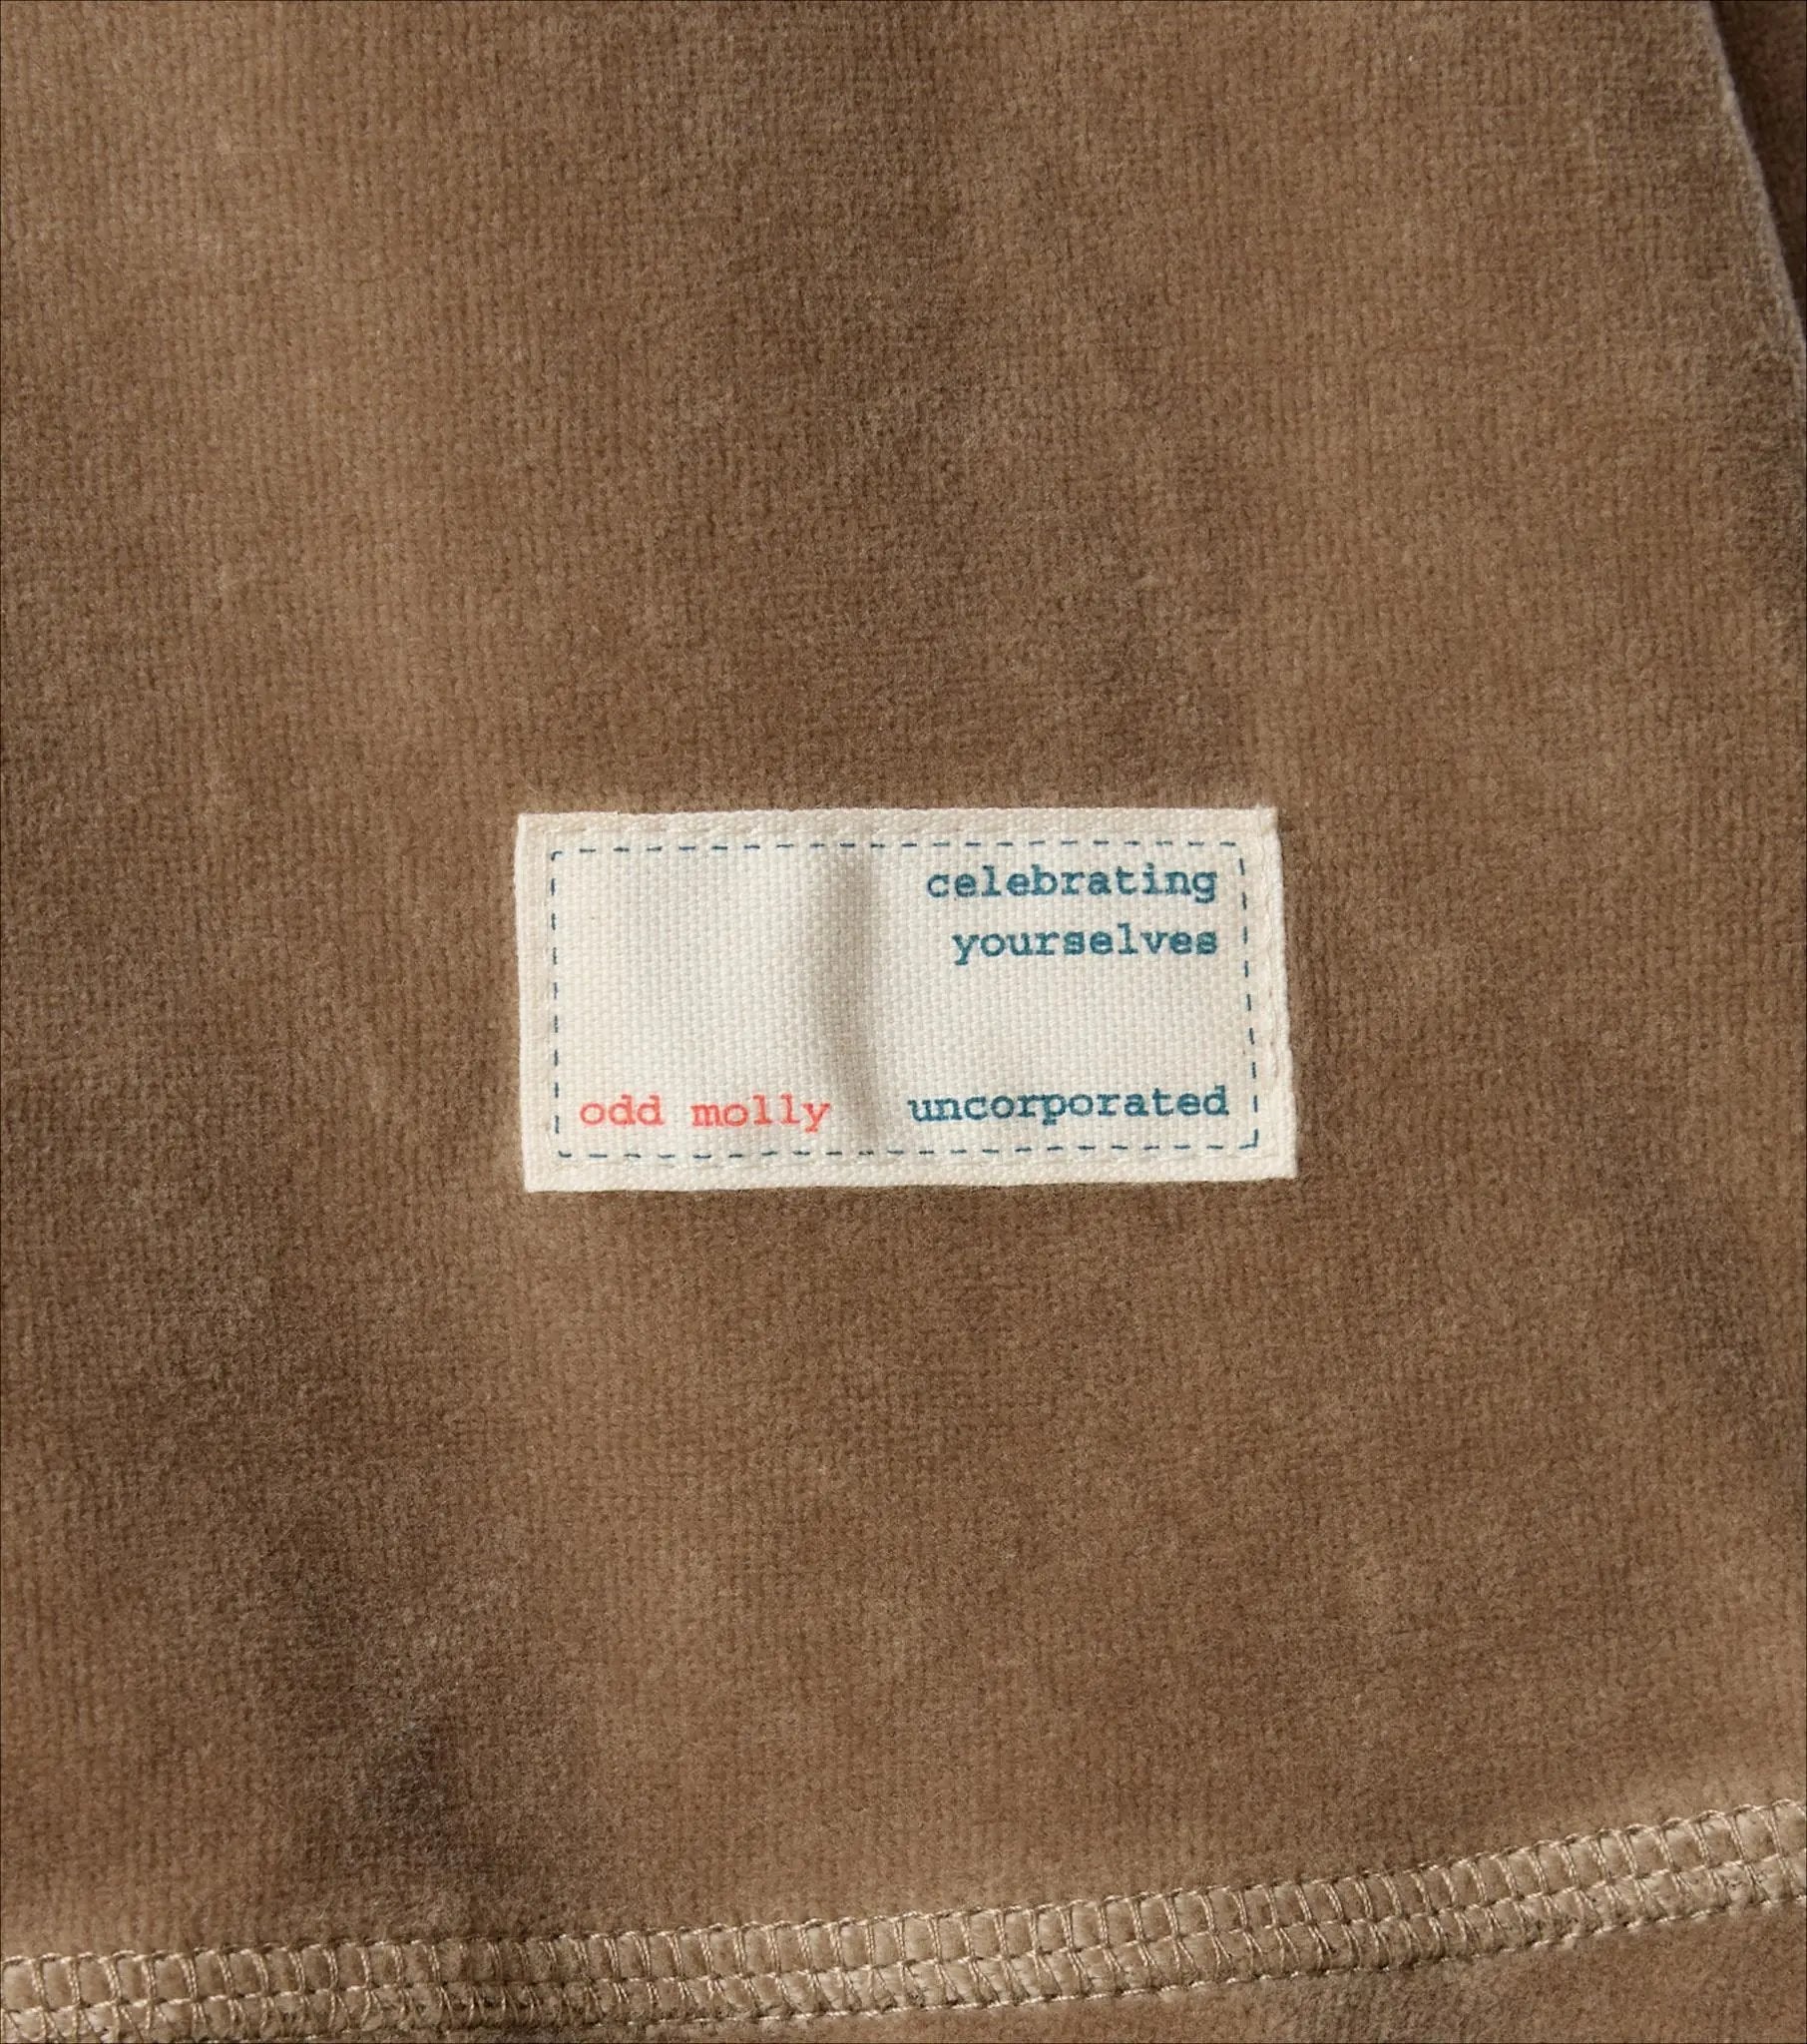 celebrating
yourselves
odd molly uncorporated